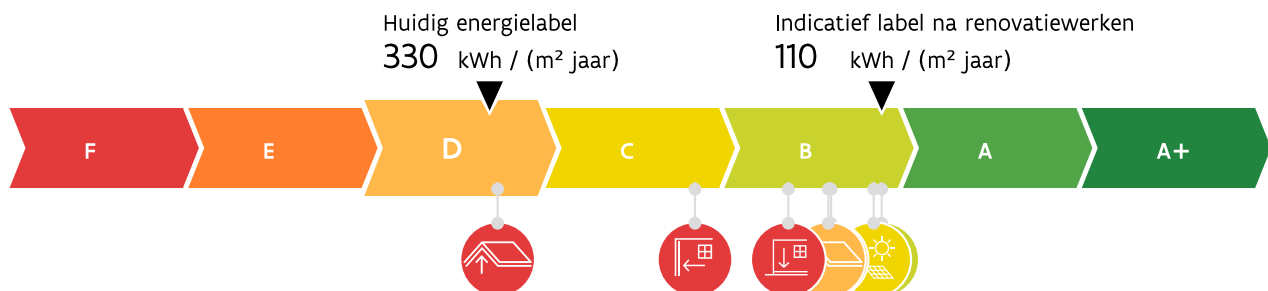 Huidig energielabel
330 kWh / (m² jaar)
Indicatief label na renovatiewerken
110 kWh / (m² jaar)
F E D C B A A+